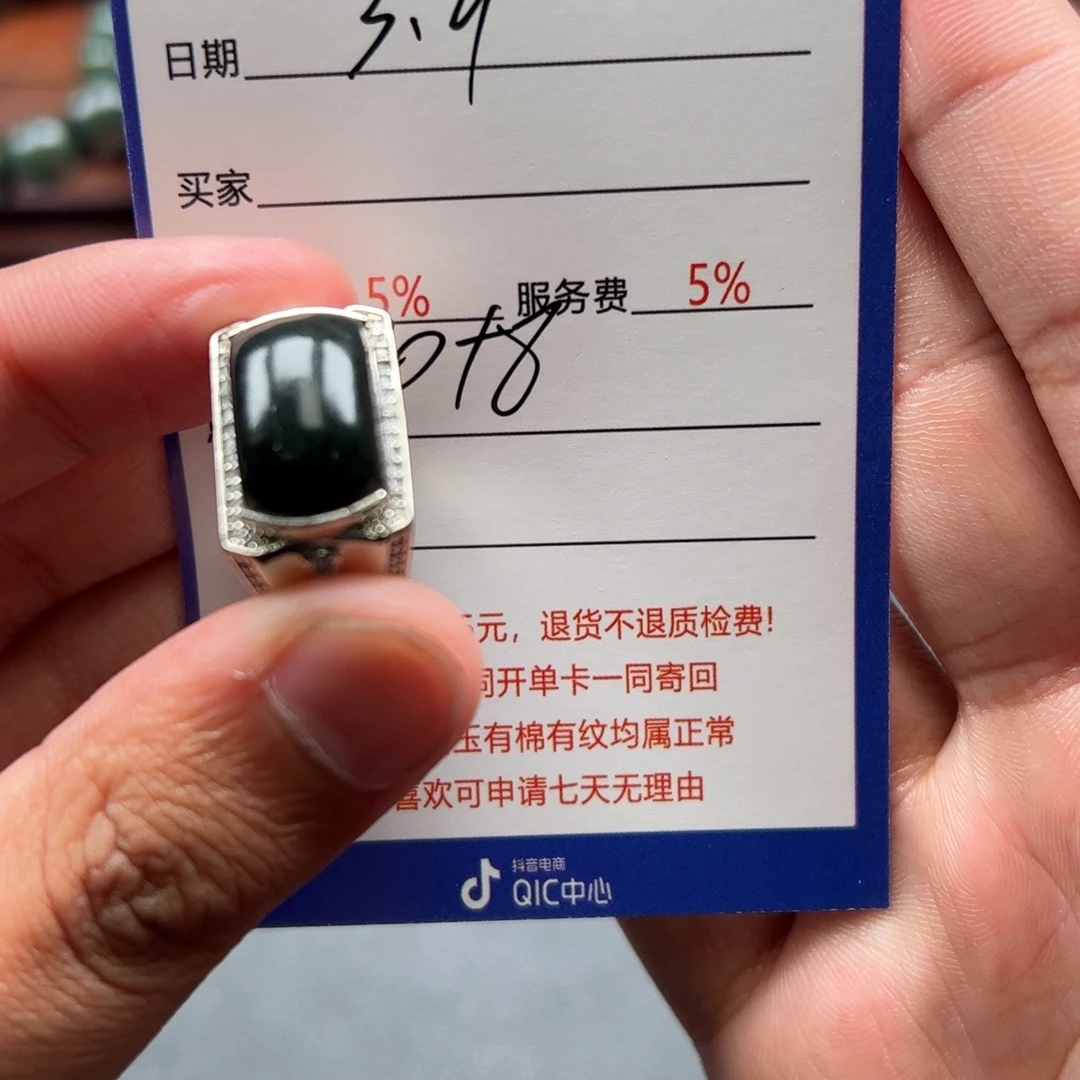 日期 3.9
买家
5% 服务费 5%
元，退货不退质检费！
同开单卡一同寄回
玉有棉有纹均属正常
喜欢可申请七天无理由
抖音电商
QIC中心